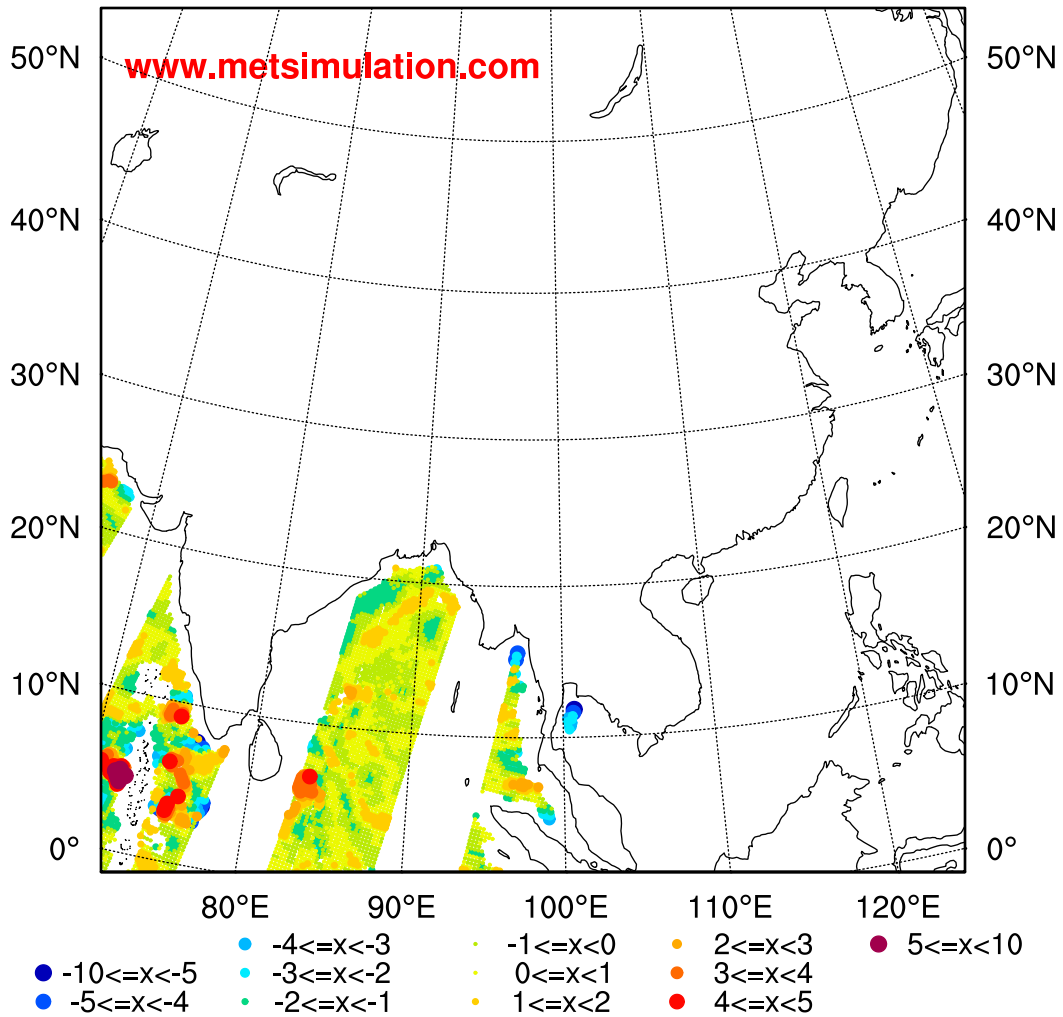 www.metsimulation.com
50°N 50°N
40°N 40°N
30°N 30°N
20°N 20°N
10°N 10°N
0° 0°
80°E 90°E 100°E 110°E 120°E
-4<=x<-3 -1<=x<0 2<=x<3 5<=x<10
-10<=x<-5 -3<=x<-2 0<=x<1 3<=x<4
-5<=x<-4 -2<=x<-1 1<=x<2 4<=x<5